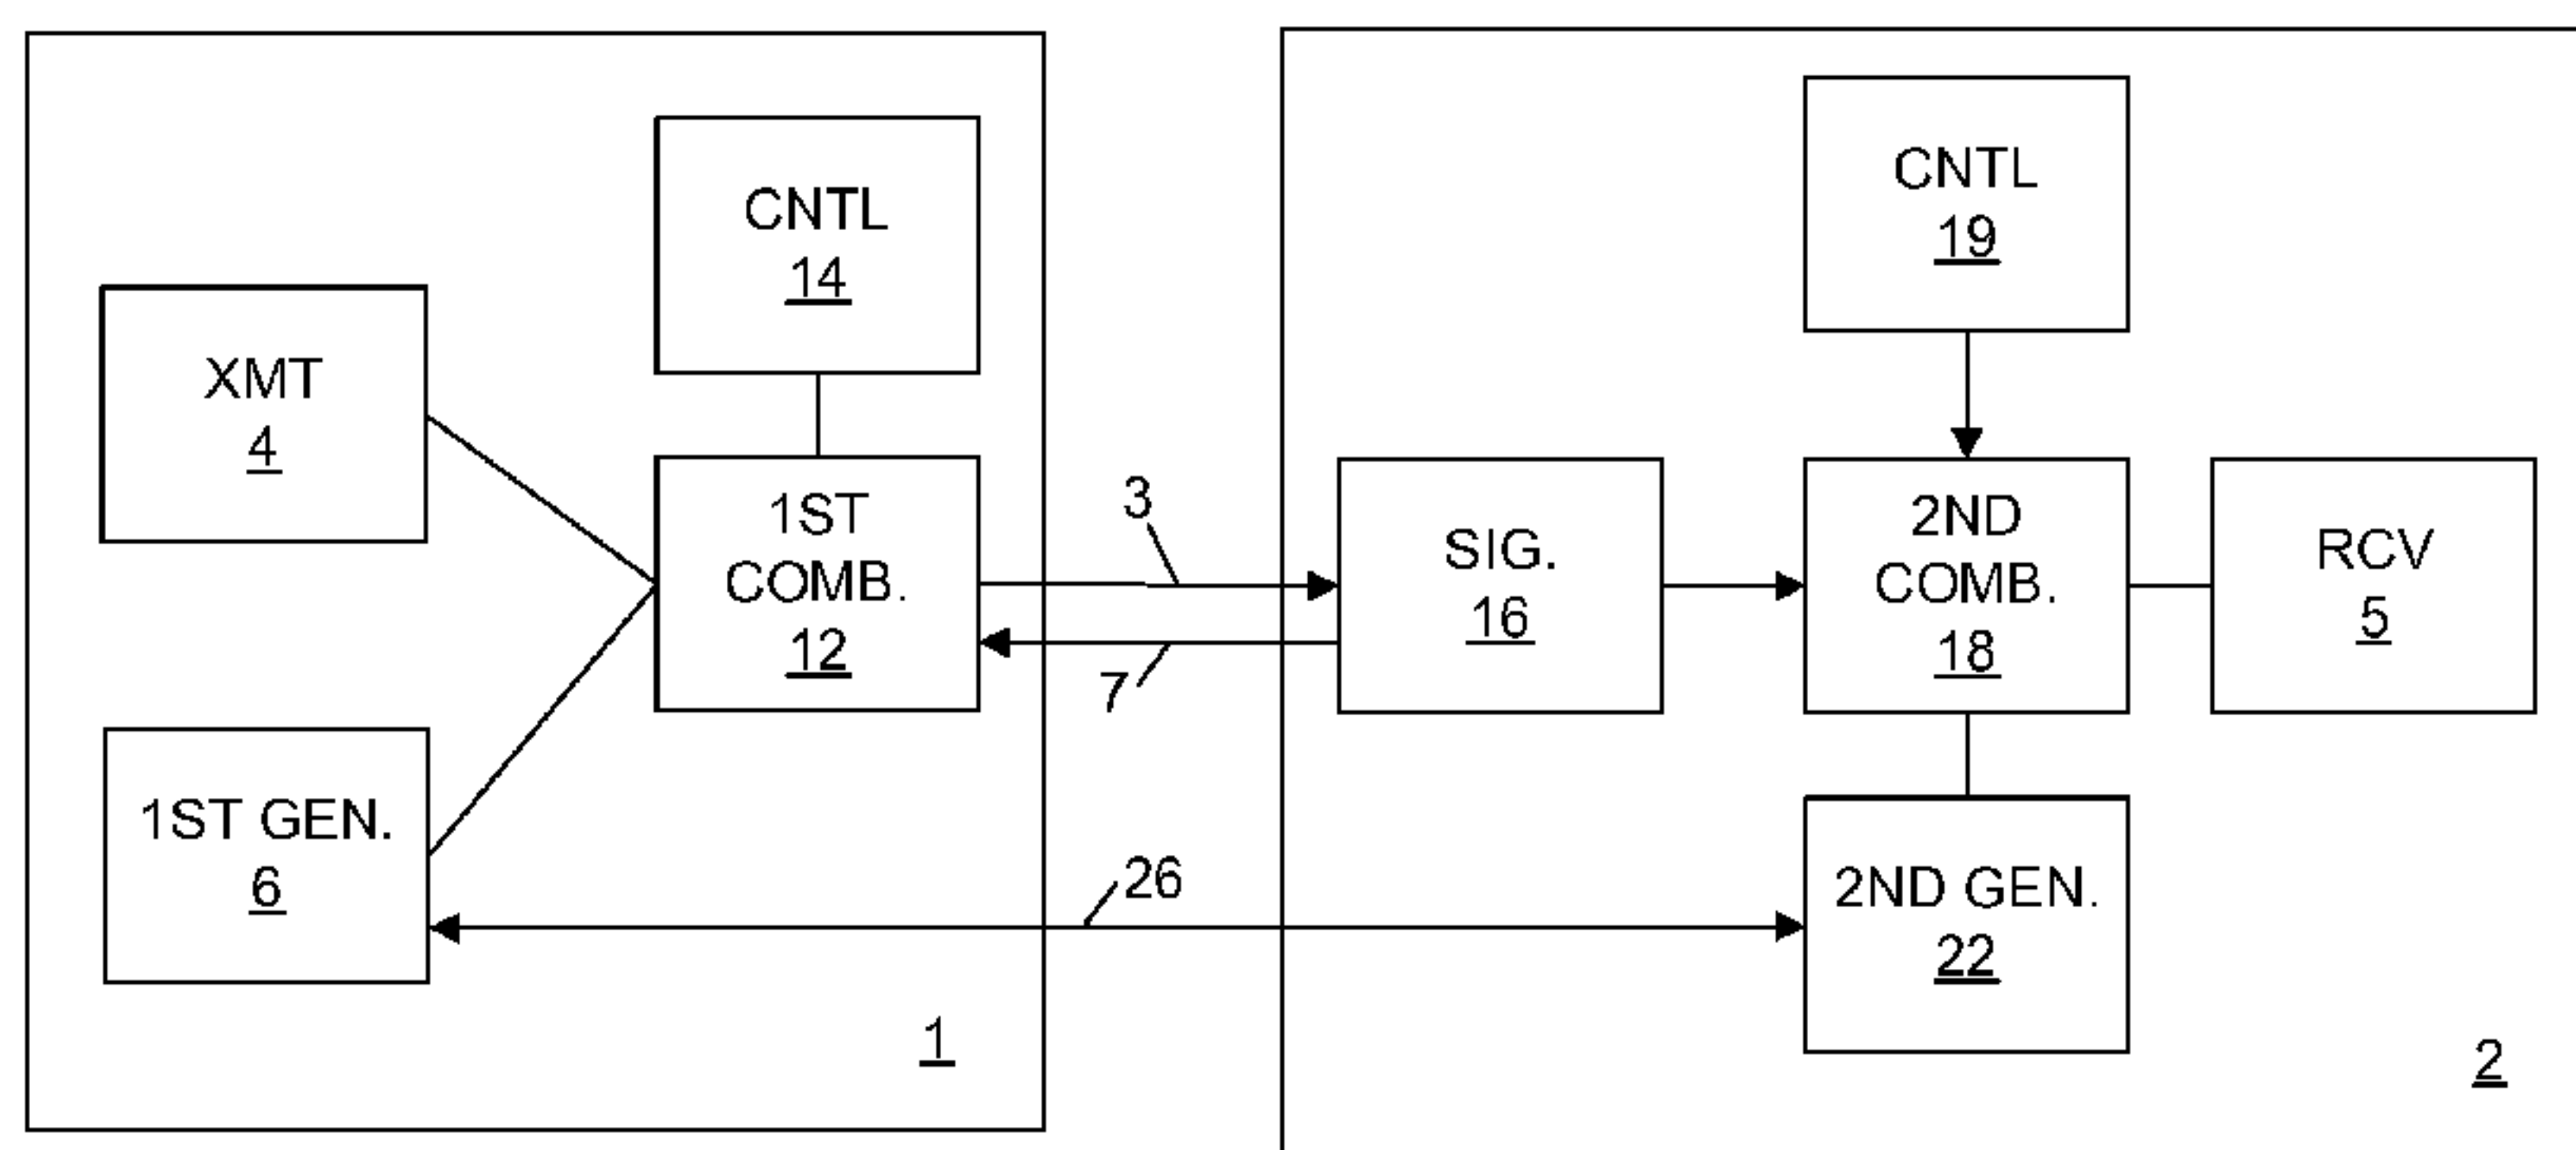 CNTL
14
XMT
4
1ST
COMB.
12
1ST GEN.
6
1
3
7
26
CNTL
19
SIG.
16
2ND
COMB.
18
RCV
5
2ND GEN.
22
2